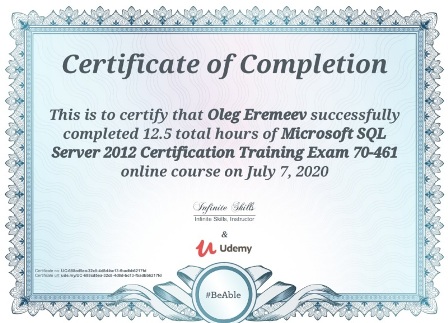 Certificate of Completion
This is to certify that Oleg Eremeev successfully
completed 12.5 total hours of Microsoft SQL
Server 2012 Certification Training Exam 70-461
online course on July 7, 2020
Infinite Skills
Infinite Skills, Instructor
&
Udemy
Certificate no:
Certificate url:
#BeAble